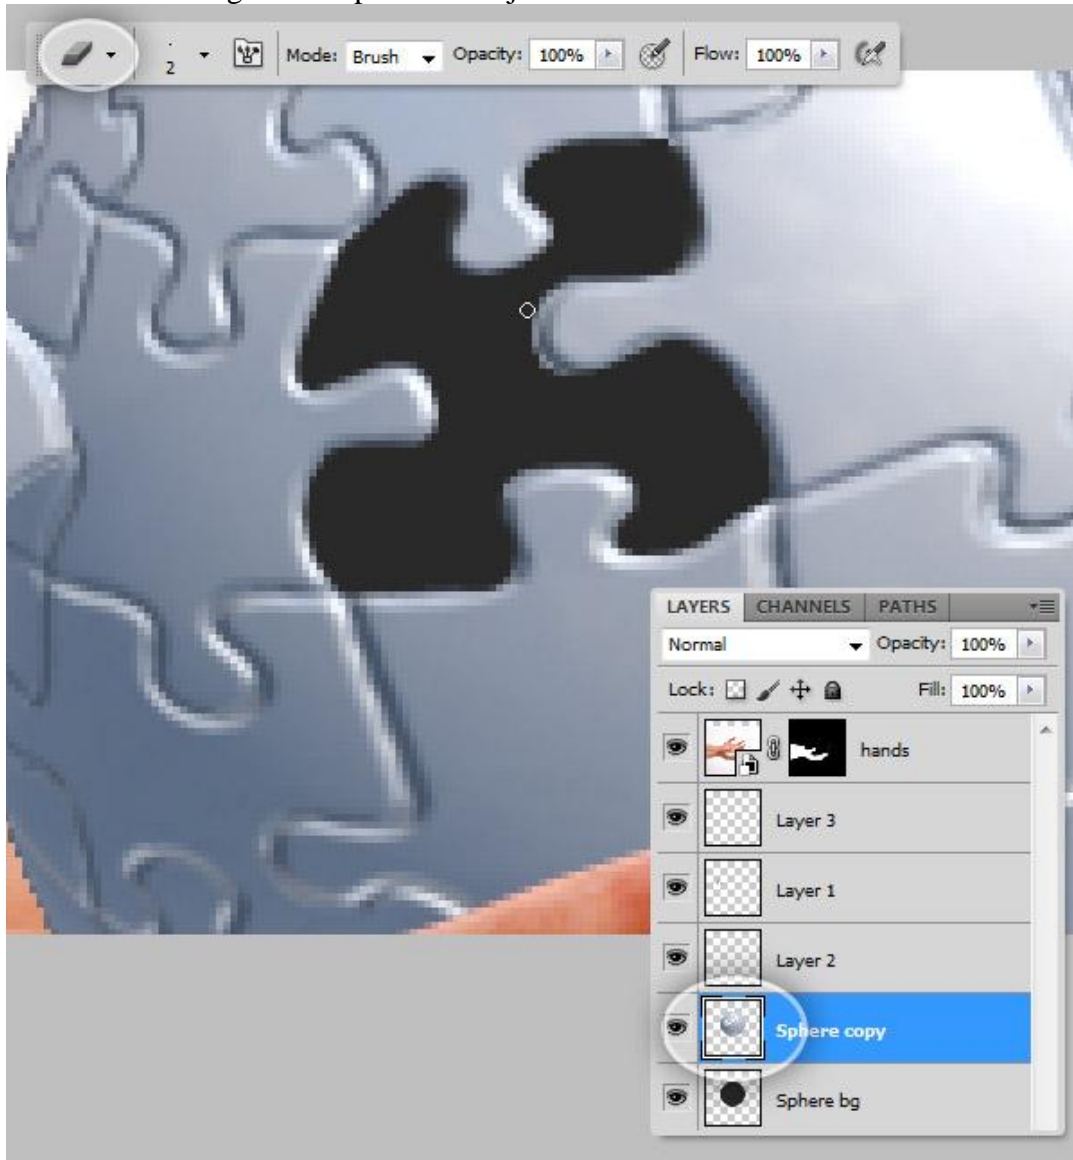 Mode: Brush Opacity: 100% Flow: 100%
2
LAYERS CHANNELS PATHS
Normal Opacity: 100%
Lock: Fill: 100%
hands
Layer 3
Layer 1
Layer 2
Sphere copy
Sphere bg